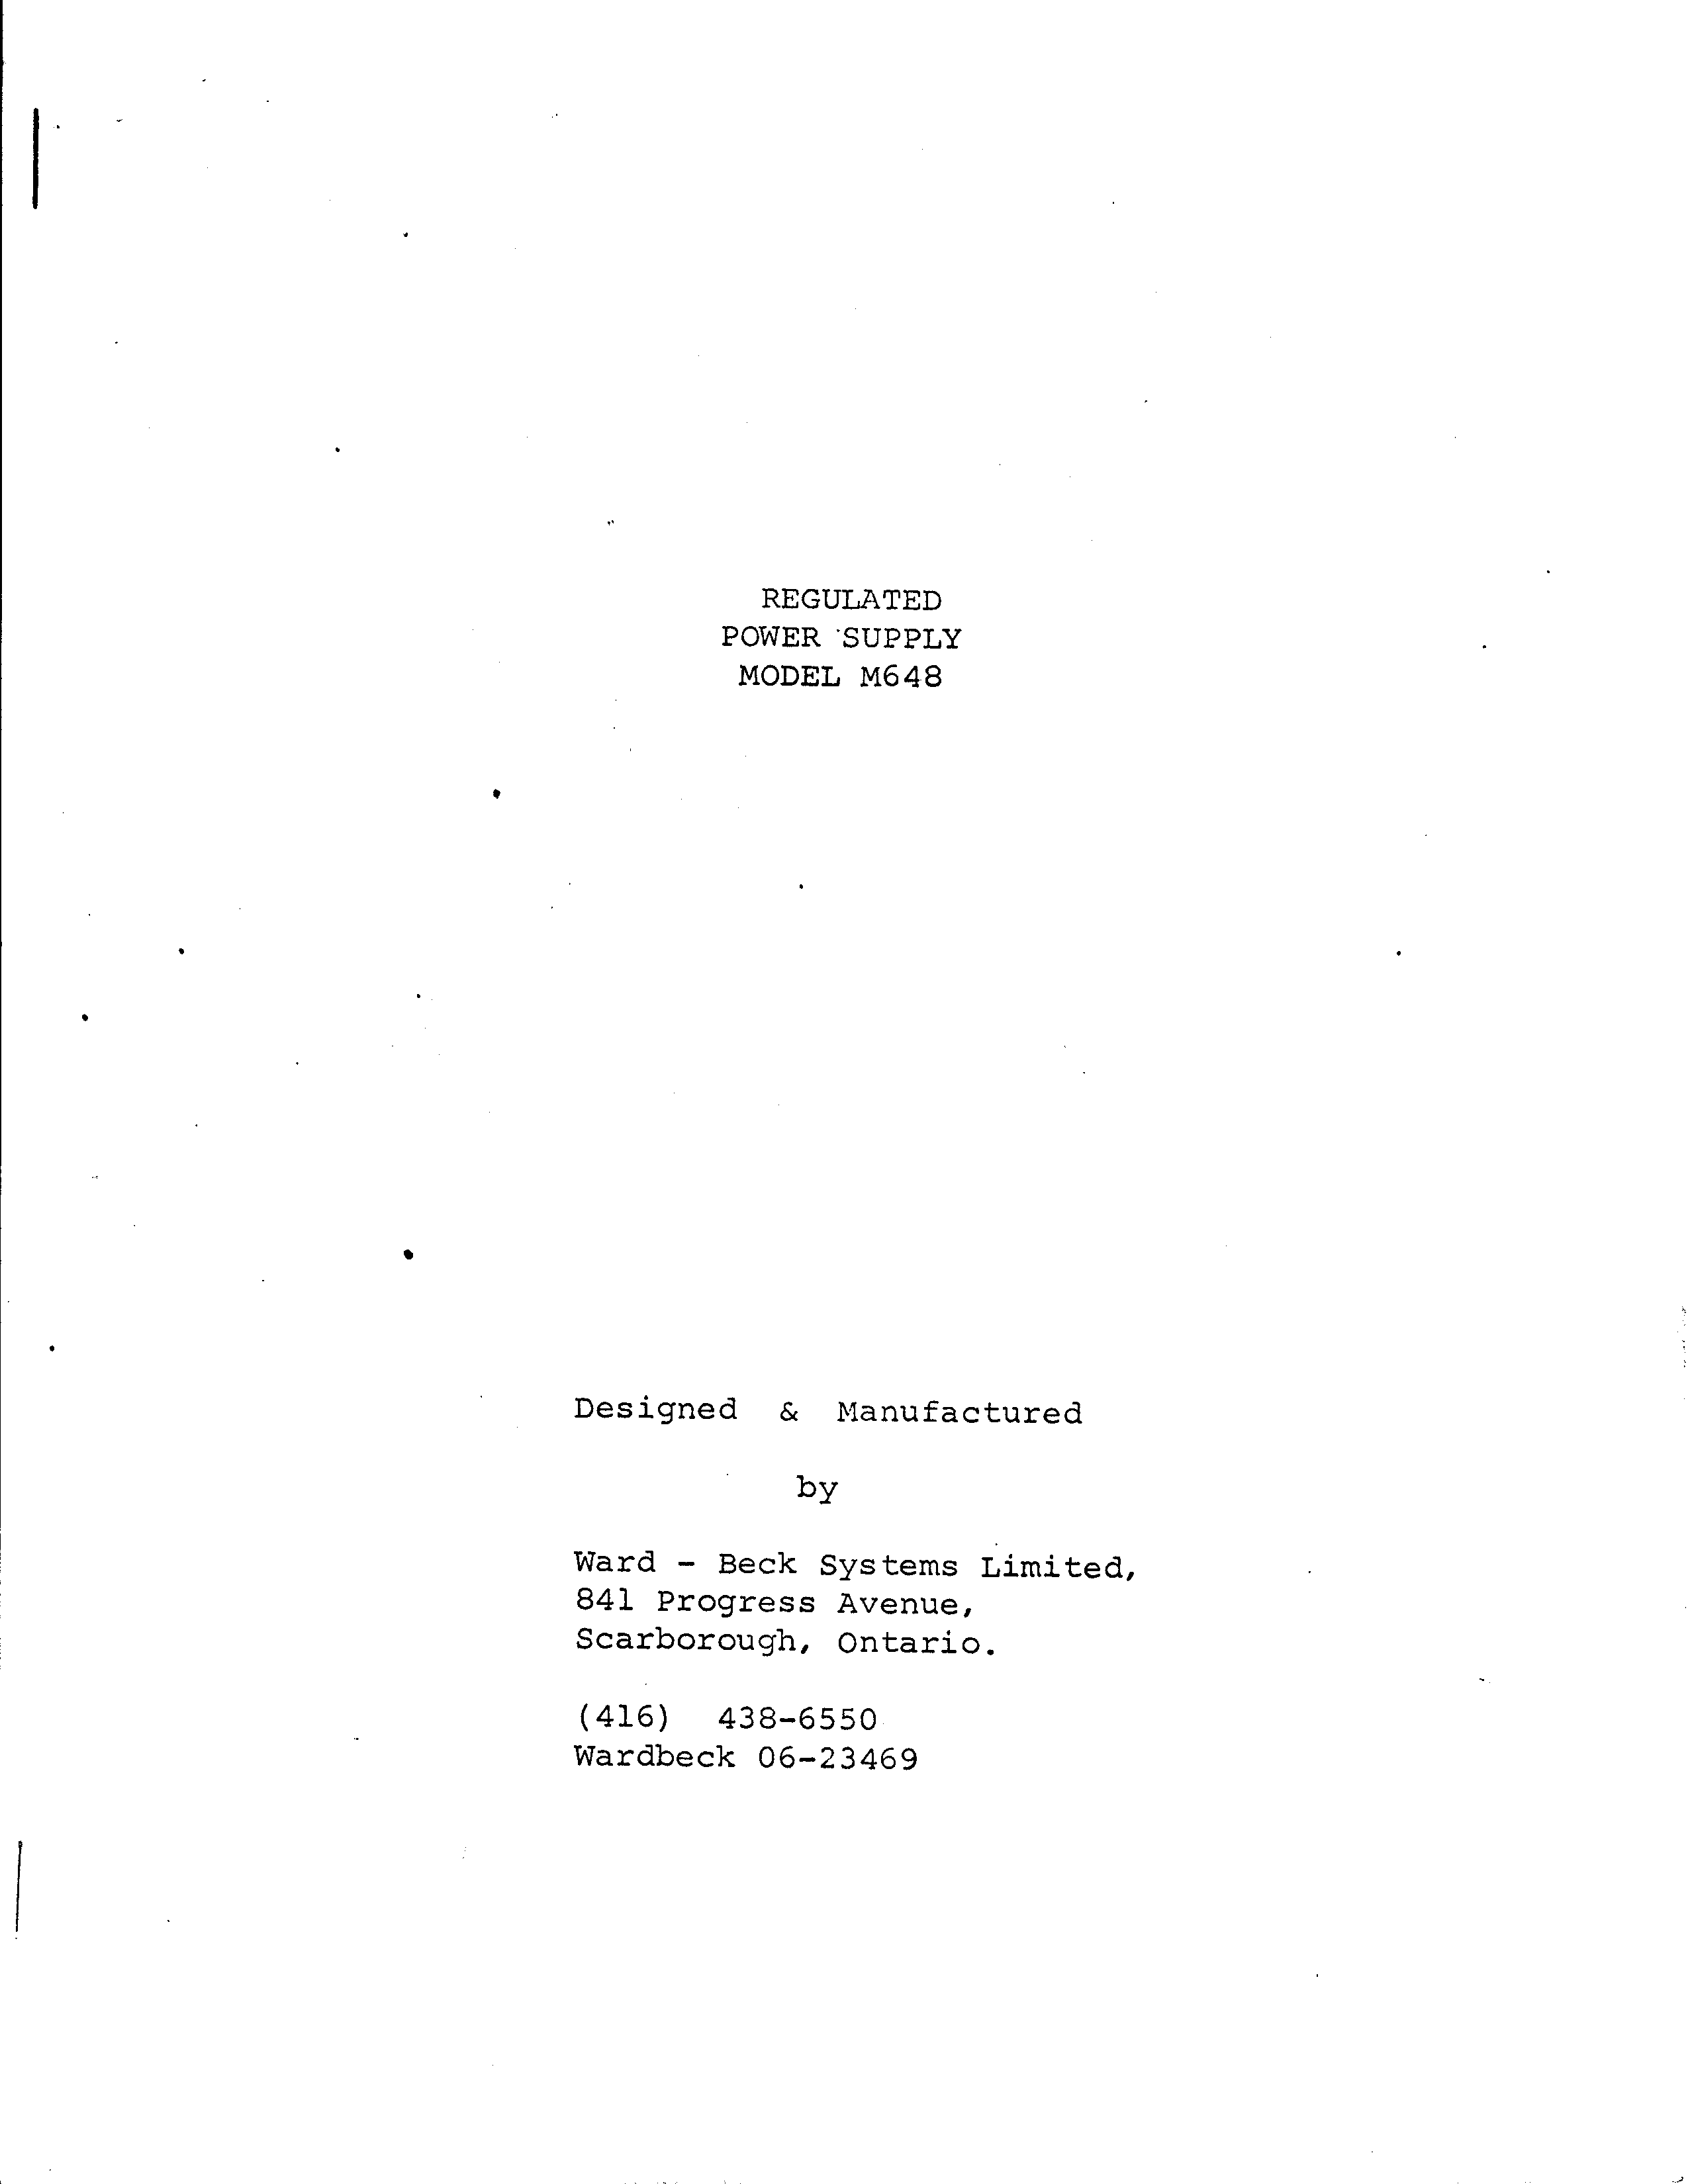 REGULATED
POWER SUPPLY
MODEL M648
Designed & Manufactured
by
Ward - Beck Systems Limited,
841 Progress Avenue,
Scarborough, Ontario.
(416) 438-6550
Wardbeck 06-23469